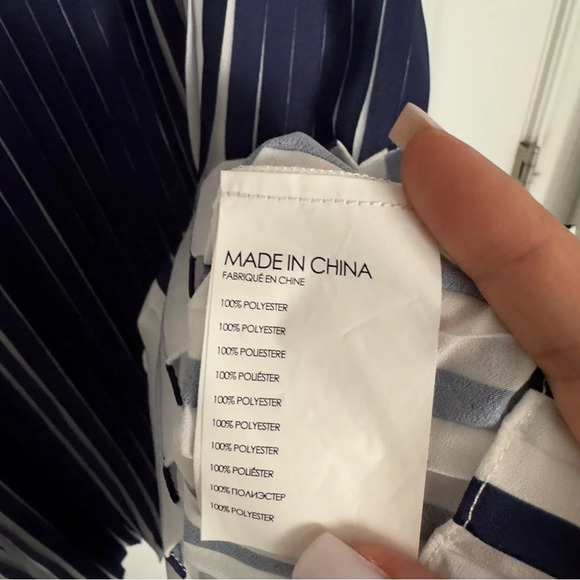 MADE IN CHINA
FABRIQUÉ EN CHINE
100% POLYESTER
100% POLYESTER
100% POLIESTERE
100% POLIÉSTER
100% POLYESTER
100% POLYESTER
100% POLYESTER
100% POLIÉSTER
100% ПОЛИЭСТЕР
100% POLYESTER